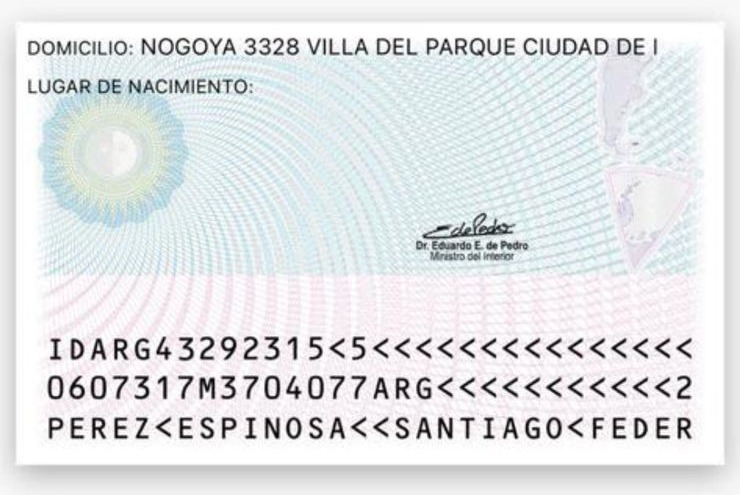 DOMICILIO: NOGOYA 3328 VILLA DEL PARQUE CIUDAD DE
LUGAR DE NACIMIENTO:
Dr. Eduardo E. de Pedro
Ministro del Interior
IDARG43292315<5<<<<<<<<<<<<<<<
0607317M3704077ARG<<<<<<<<<<<2
PEREZ<ESPINOSA<<SANTIAGO<FEDER